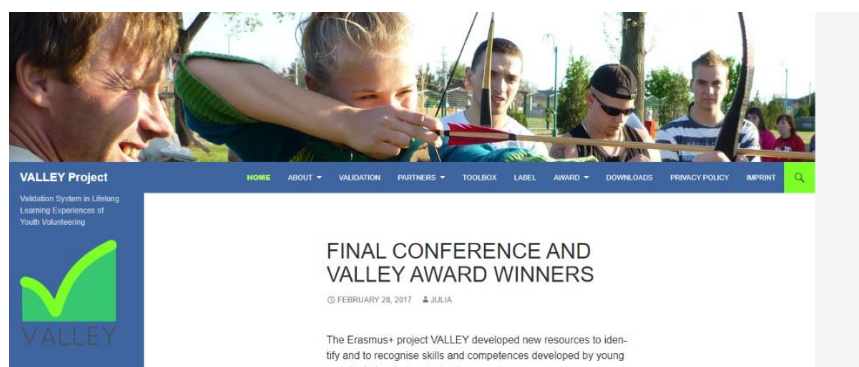 VALLEY Project
HOME ABOUT VALIDATION PARTNERS TOOLBOX LABEL AWARD DOWNLOADS PRIVACY POLICY IMPRINT
Validation System in Lifelong
Learning Experiences of
Youth Volunteering
VALLEY
FINAL CONFERENCE AND
VALLEY AWARD WINNERS
FEBRUARY 28, 2017 JULIA
The Erasmus+ project VALLEY developed new resources to iden-
tify and to recognise skills and competences developed by young